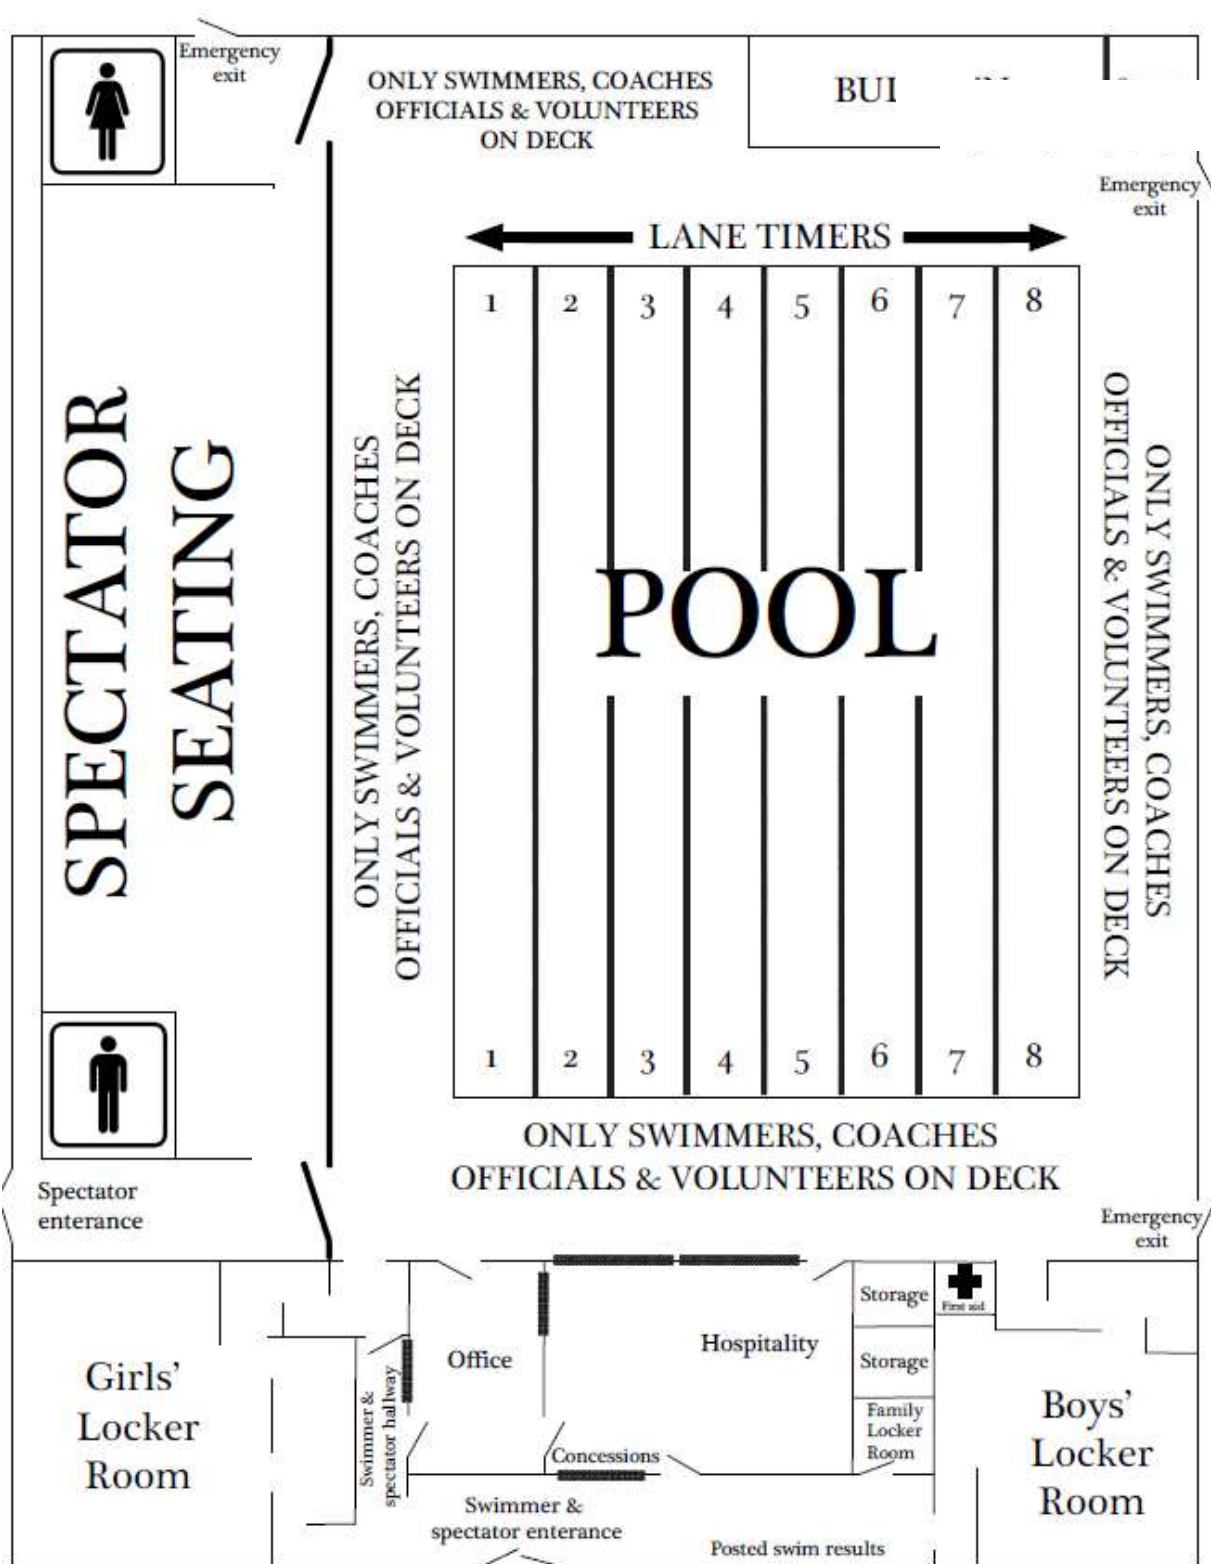 Emergency
exit
ONLY SWIMMERS, COACHES
OFFICIALS & VOLUNTEERS
ON DECK
Emergency
exit
LANE TIMERS
1 2 3 4 5 6 7 8
SPECTATOR
SEATING
ONLY SWIMMERS, COACHES
OFFICIALS & VOLUNTEERS ON DECK
POOL
ONLY SWIMMERS, COACHES
OFFICIALS & VOLUNTEERS ON DECK
1 2 3 4 5 6 7 8
ONLY SWIMMERS, COACHES
OFFICIALS & VOLUNTEERS ON DECK
Spectator
enterance
Emergency
exit
Girls'
Locker
Room
Swimmer &
spectator hallway
Office
Hospitality
Storage
First aid
Storage
Family
Locker
Room
Boys'
Locker
Room
Concessions
Swimmer &
spectator enterance
Posted swim results